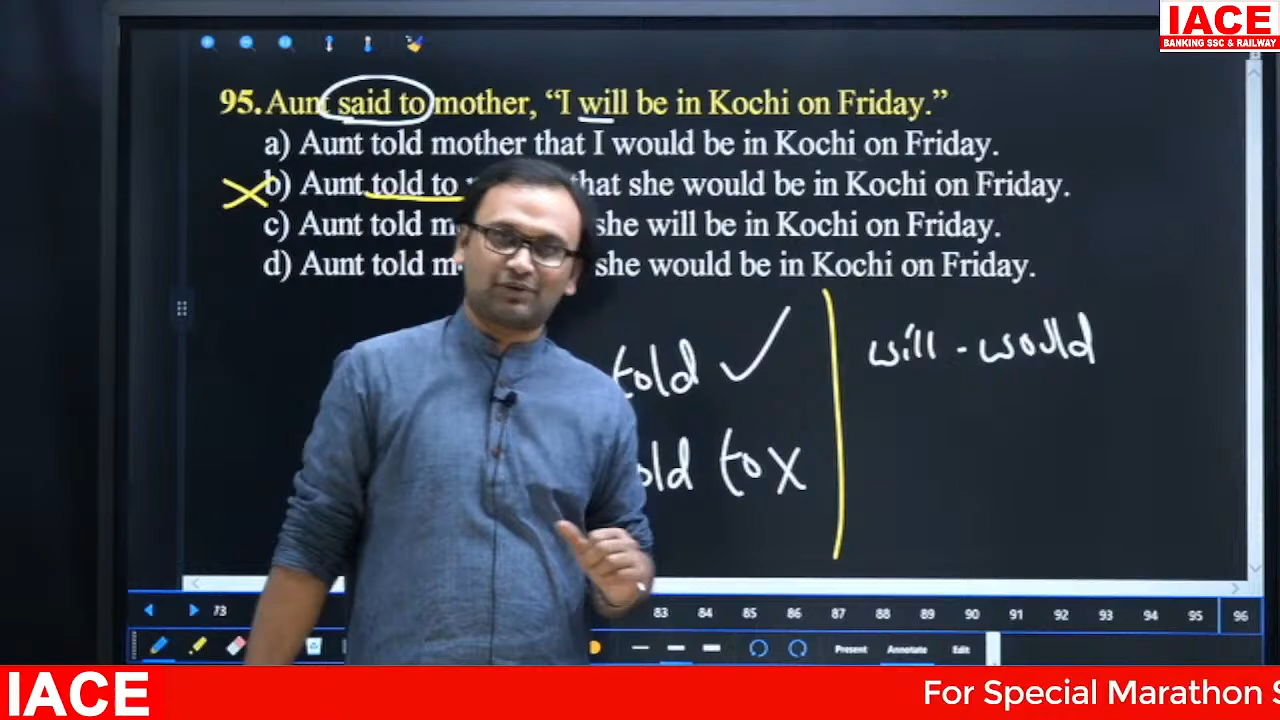 IACE
BANKING SSC & RAILWAY
95. Aunt said to mother, “I will be in Kochi on Friday.”
a) Aunt told mother that I would be in Kochi on Friday.
b) Aunt told to that she would be in Kochi on Friday.
c) Aunt told she will be in Kochi on Friday.
d) Aunt told she would be in Kochi on Friday.
told
will - would
to x
73 83 84 85 86 87 88 89 90 91 92 93 94 95 96
Present Annotate Edit
IACE For Special Marathon